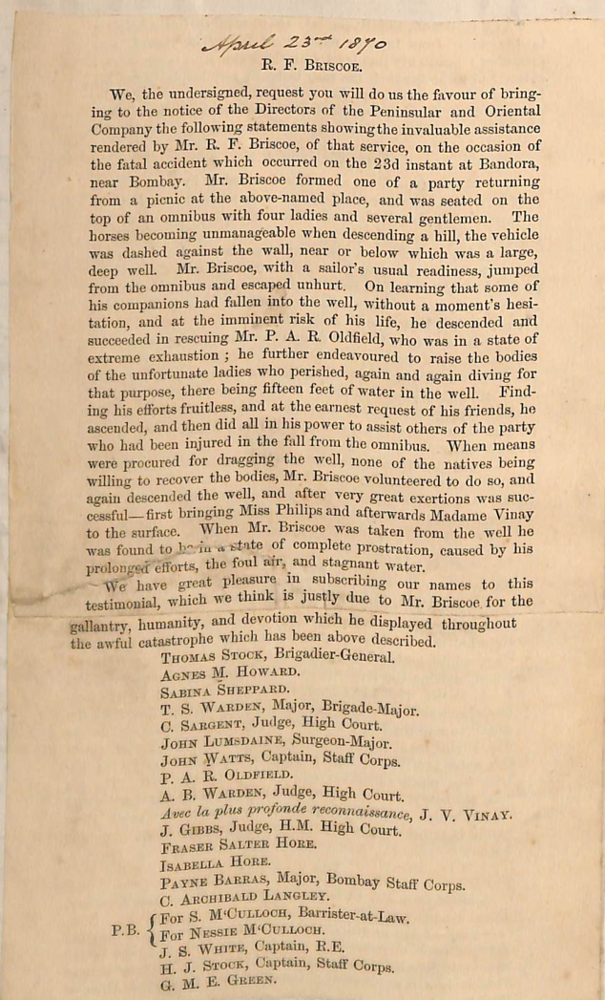 April 23rd 1870
R. F. BRISCOE.
We, the undersigned, request you will do us the favour of bring-
ing to the notice of the Directors of the Peninsular and Oriental
Company the following statements showing the invaluable assistance
rendered by Mr. R. F. Briscoe, of that service, on the occasion of
the fatal accident which occurred on the 23d instant at Bandora,
near Bombay. Mr. Briscoe formed one of a party returning
from a picnic at the above-named place, and was seated on the
top of an omnibus with four ladies and several gentlemen. The
horses becoming unmanageable when descending a hill, the vehicle
was dashed against the wall, near or below which was a large,
deep well. Mr. Briscoe, with a sailor's usual readiness, jumped
from the omnibus and escaped unhurt. On learning that some of
his companions had fallen into the well, without a moment's hesi-
tation, and at the imminent risk of his life, he descended and
succeeded in rescuing Mr. P. A. R. Oldfield, who was in a state of
extreme exhaustion; he further endeavoured to raise the bodies
of the unfortunate ladies who perished, again and again diving for
that purpose, there being fifteen feet of water in the well. Find-
ing his efforts fruitless, and at the earnest request of his friends, he
ascended, and then did all in his power to assist others of the party
who had been injured in the fall from the omnibus. When means
were procured for dragging the well, none of the natives being
willing to recover the bodies, Mr. Briscoe volunteered to do so, and
again descended the well, and after very great exertions was suc-
cessful—first bringing Miss Philips and afterwards Madame Vinay
to the surface. When Mr. Briscoe was taken from the well he
was found to be in a state of complete prostration, caused by his
prolonged efforts, the foul air, and stagnant water.
We have great pleasure in subscribing our names to this
testimonial, which we think is justly due to Mr. Briscoe for the
gallantry, humanity, and devotion which he displayed throughout
the awful catastrophe which has been above described.
THOMAS STOCK, Brigadier-General.
AGNES M. HOWARD.
SABINA SHEPPARD.
T. S. WARDEN, Major, Brigade-Major.
C. SARGENT, Judge, High Court.
JOHN LUMSDAINE, Surgeon-Major.
JOHN WATTS, Captain, Staff Corps.
P. A. R. OLDFIELD.
A. B. WARDEN, Judge, High Court.
Avec la plus profonde reconnaissance, J. V. VINAY.
J. GIBBS, Judge, H.M. High Court.
FRASER SALTER HORE.
ISABELLA HORE.
PAYNE BARRAS, Major, Bombay Staff Corps.
C. ARCHIBALD LANGLEY.
P.B. { For S. M'CULLOCH, Barrister-at-Law.
For NESSIE M'CULLOCH.
J. S. WHITE, Captain, R.E.
H. J. STOCK, Captain, Staff Corps.
G. M. E. GREEN.